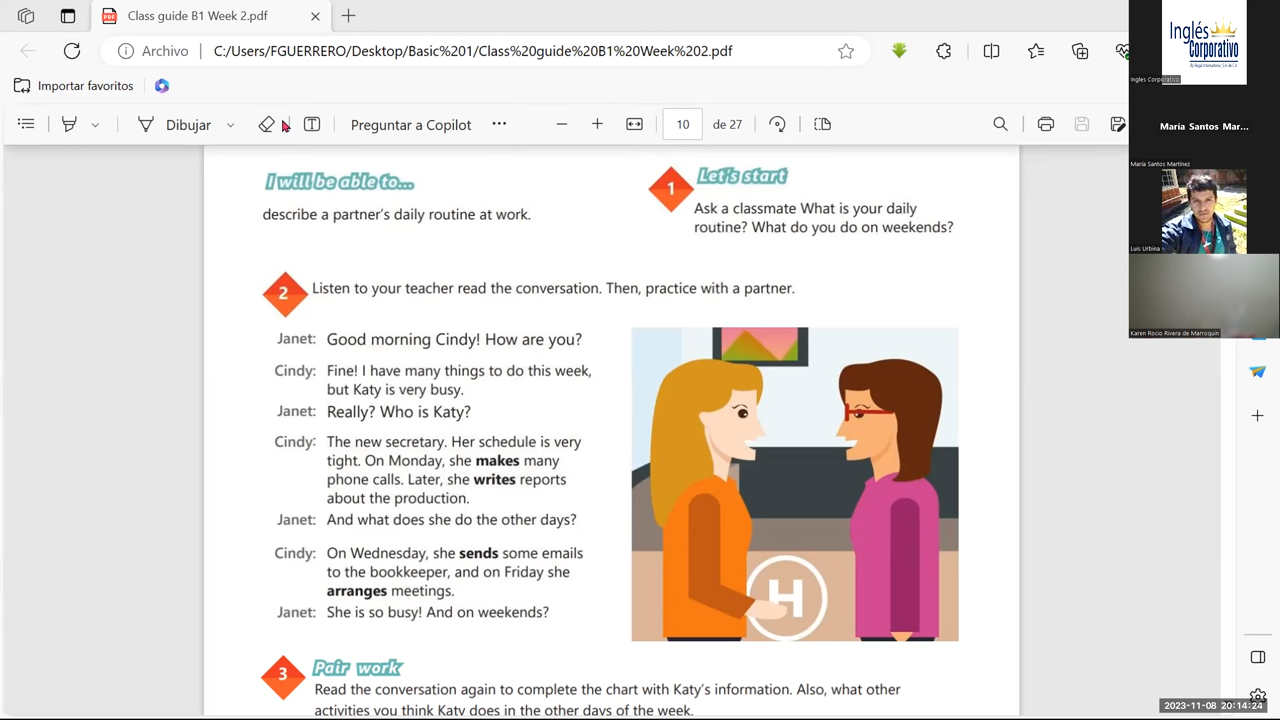 Class guide B1 Week 2.pdf
Archivo
C:/Users/FGUERRERO/Desktop/Basic%201/Class%20guide%20B1%20Week%202.pdf
Importar favoritos
Dibujar
Preguntar a Copilot
10 de 27
I will be able to...
describe a partner's daily routine at work.
1 Let's start
Ask a classmate What is your daily
routine? What do you do on weekends?
2 Listen to your teacher read the conversation. Then, practice with a partner.
Janet: Good morning Cindy! How are you?
Cindy: Fine! I have many things to do this week,
but Katy is very busy.
Janet: Really? Who is Katy?
Cindy: The new secretary. Her schedule is very
tight. On Monday, she makes many
phone calls. Later, she writes reports
about the production.
Janet: And what does she do the other days?
Cindy: On Wednesday, she sends some emails
to the bookkeeper, and on Friday she
arranges meetings.
Janet: She is so busy! And on weekends?
H
3 Pair work
Read the conversation again to complete the chart with Katy's information. Also, what other
activities you think Katy does in the other days of the week.
Inglés
Corporativo
Ingles Corporativo
María Santos Mar...
María Santos Martínez
Luis Urbina
Karen Rocio Rivera de Marroquin
2023-11-08 20:14:24